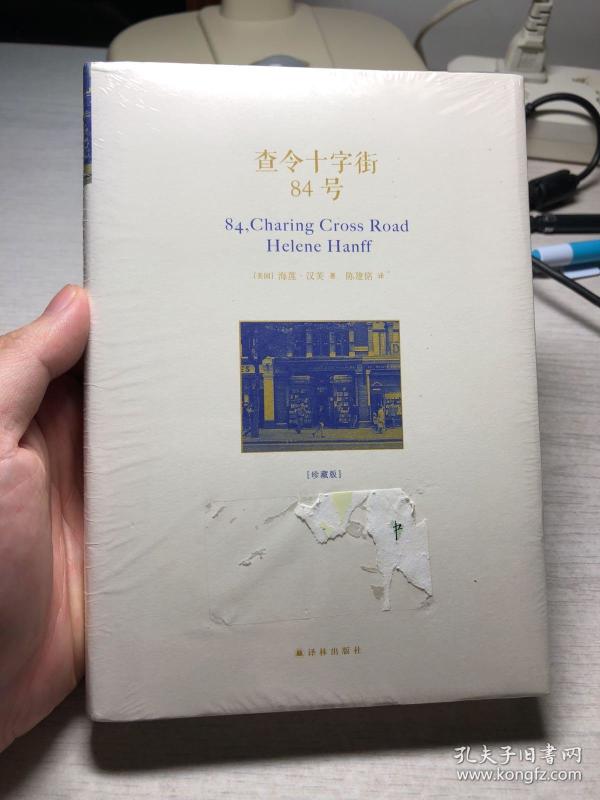 查令十字街
84号
84, Charing Cross Road
Helene Hanff
[美国] 海莲·汉芙 著 陈建铭 译
[珍藏版]
译林出版社
孔夫子旧书网
www.kongfz.com